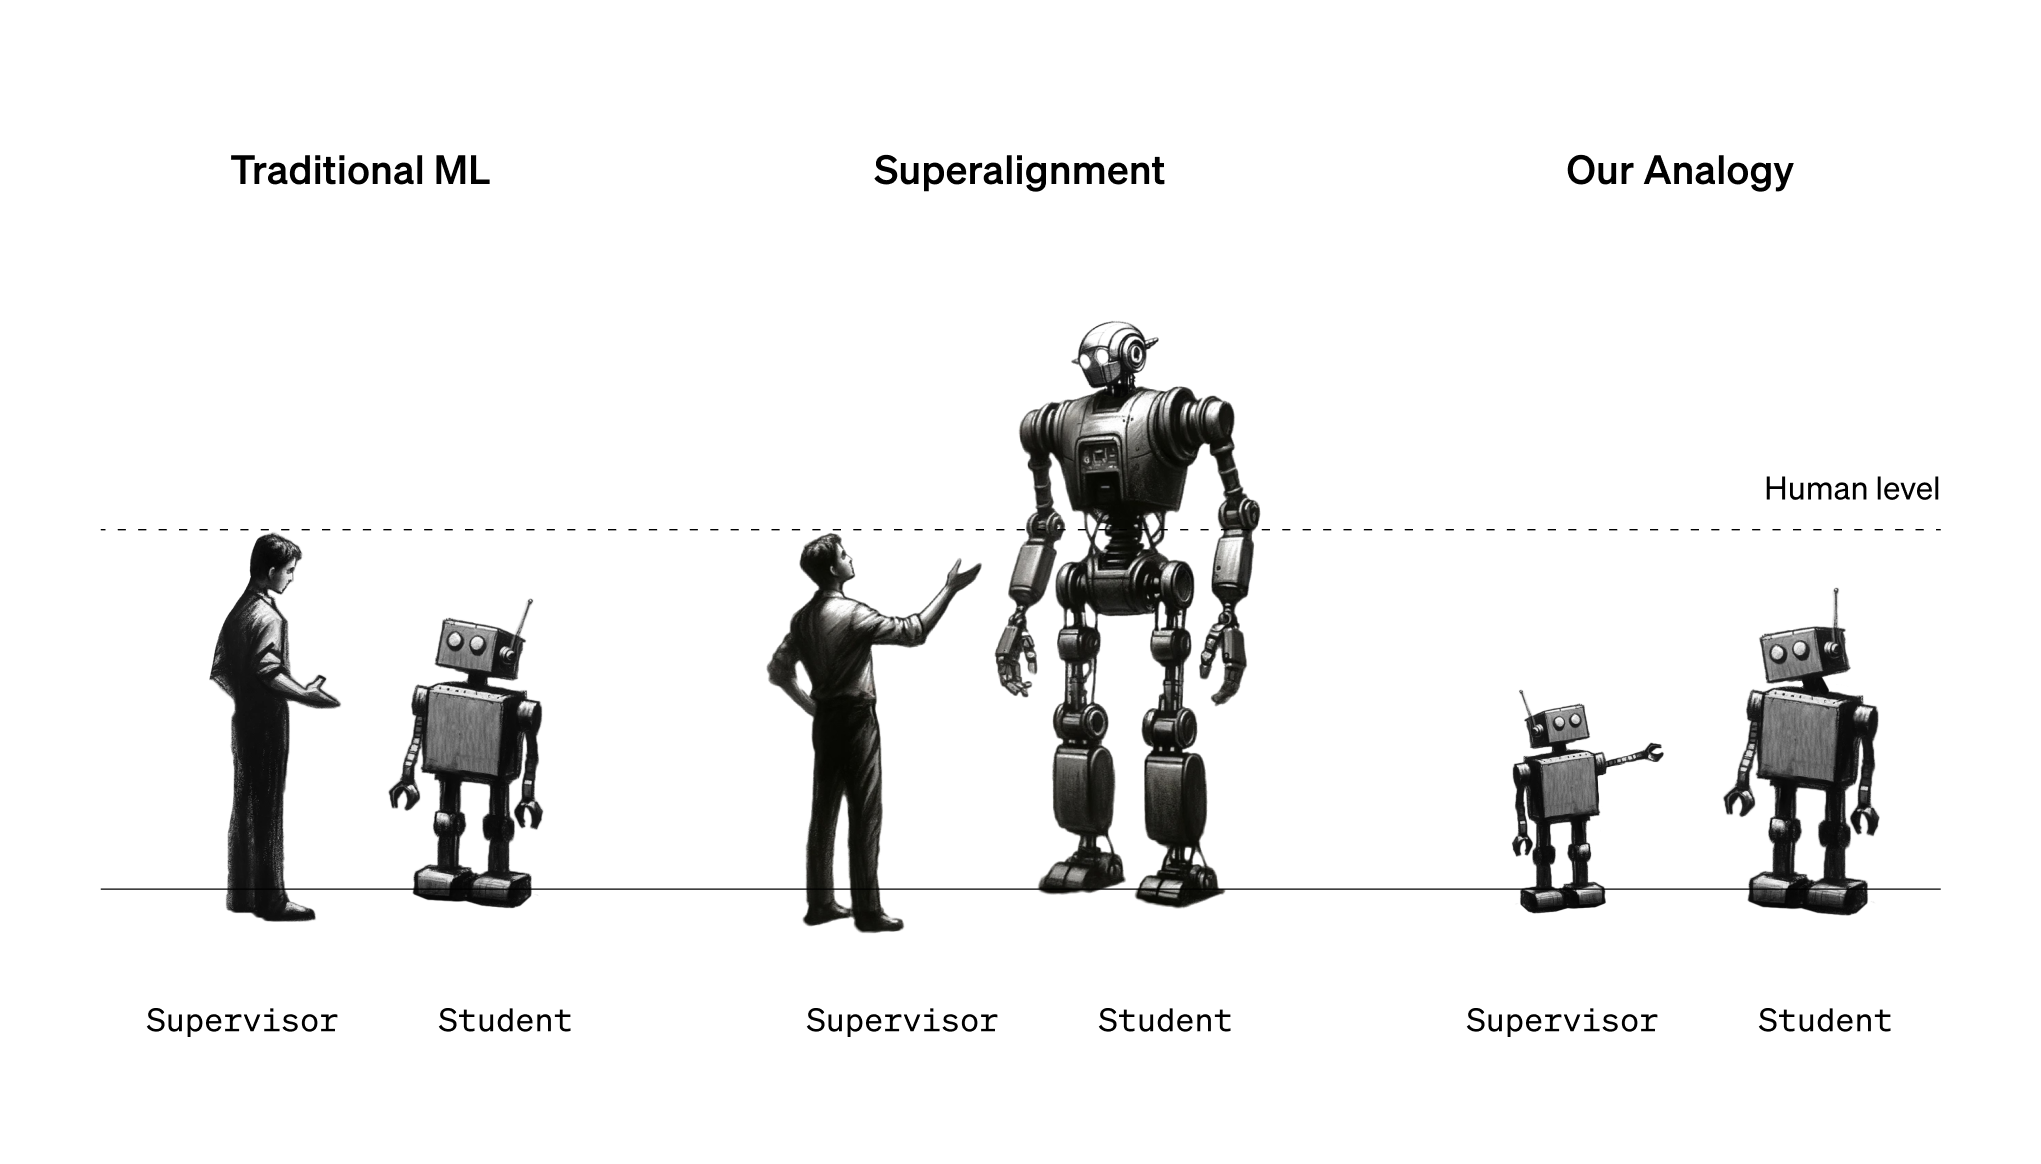 Traditional ML
Superalignment
Our Analogy
Human level
Supervisor
Student
Supervisor
Student
Supervisor
Student